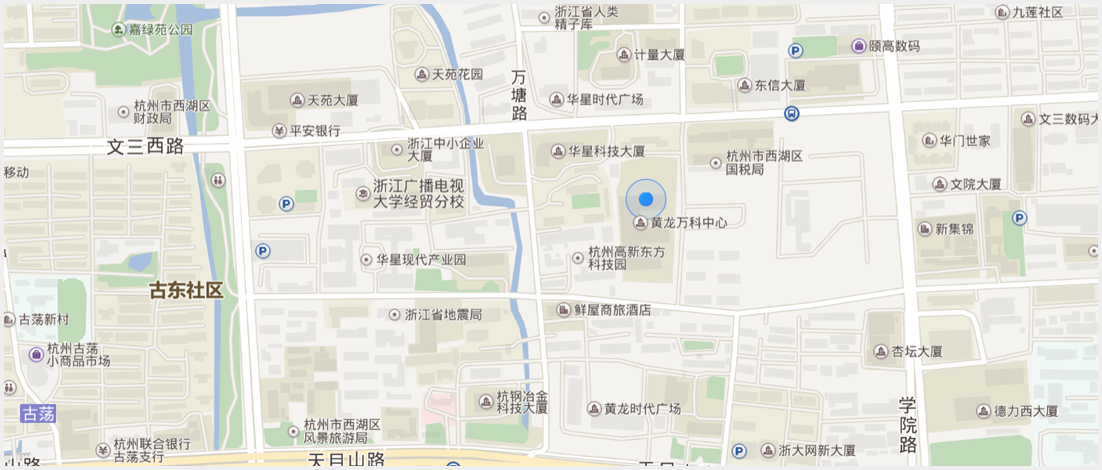 浙江省人类
精子库
九莲社区
嘉绿苑公园
计量大厦
颐高数码
P
天苑花园
万塘路
东信大厦
天苑大厦
华星时代广场
杭州市西湖区
财政局
平安银行
文三数码大
文三西路
浙江中小企业
大厦
华星科技大厦
杭州市西湖区
国税局
华门世家
移动
浙江广播电视
大学经贸分校
文院大厦
P
黄龙万科中心
P
新集锦
P
华星现代产业园
杭州高新东方
科技园
古东社区
古荡新村
浙江省地震局
鲜屋商旅酒店
杭州古荡
小商品市场
杏坛大厦
古荡
杭钢冶金
科技大厦
黄龙时代广场
学院路
德力西大厦
杭州市西湖区
风景旅游局
杭州联合银行
古荡支行
P
浙大网新大厦
天目山路